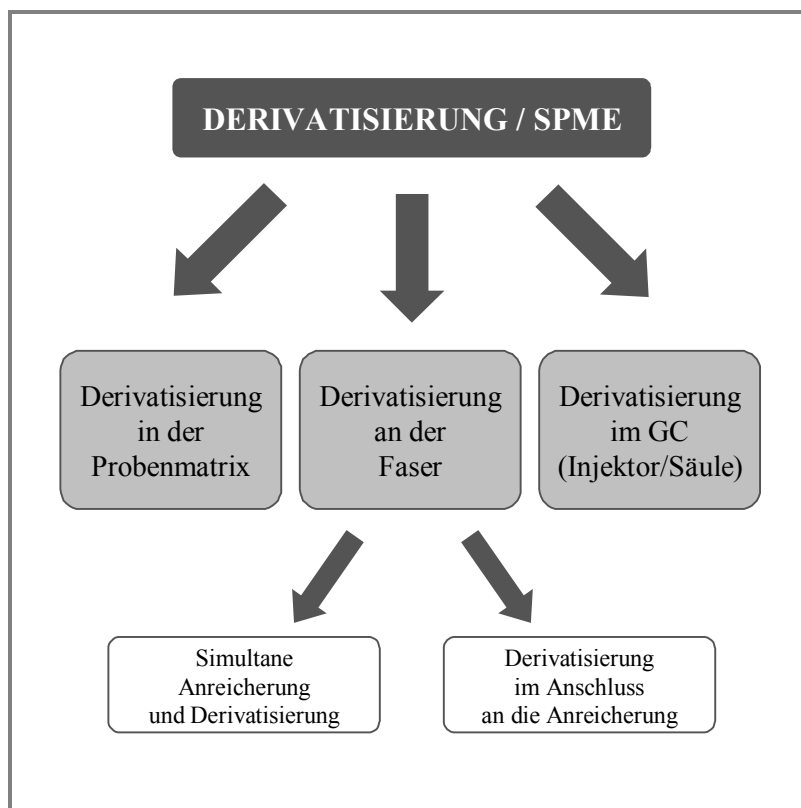 DERIVATISIERUNG / SPME
Derivatisierung
in der
Probenmatrix
Derivatisierung
an der
Faser
Derivatisierung
im GC
(Injektor/Säule)
Simultane
Anreicherung
und Derivatisierung
Derivatisierung
im Anschluss
an die Anreicherung